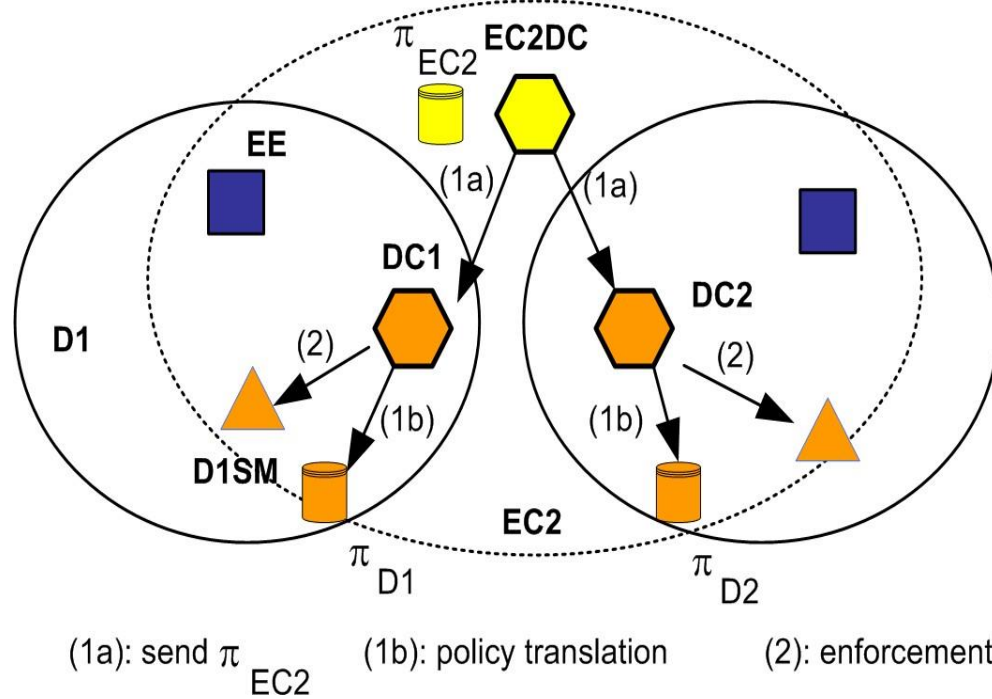 π EC2
EC2DC
EE
(1a)
(1a)
DC1
DC2
D1
(2)
(2)
(1b)
(1b)
D1SM
EC2
π D1
π D2
(1a): send π EC2
(1b): policy translation
(2): enforcement